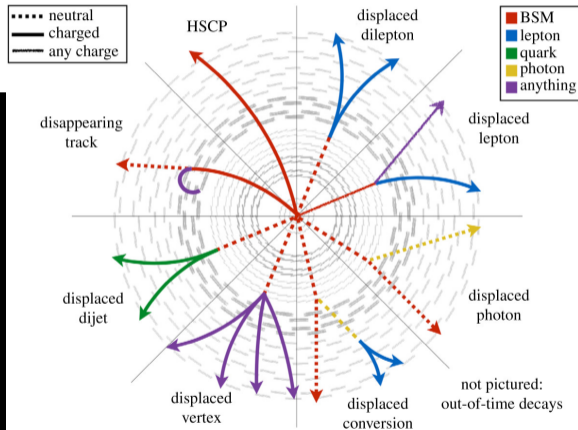 neutral
charged
any charge
HSCP
displaced
dilepton
BSM
lepton
quark
photon
anything
displaced
lepton
disappearing
track
displaced
dijet
displaced
photon
displaced
vertex
displaced
conversion
not pictured:
out-of-time decays